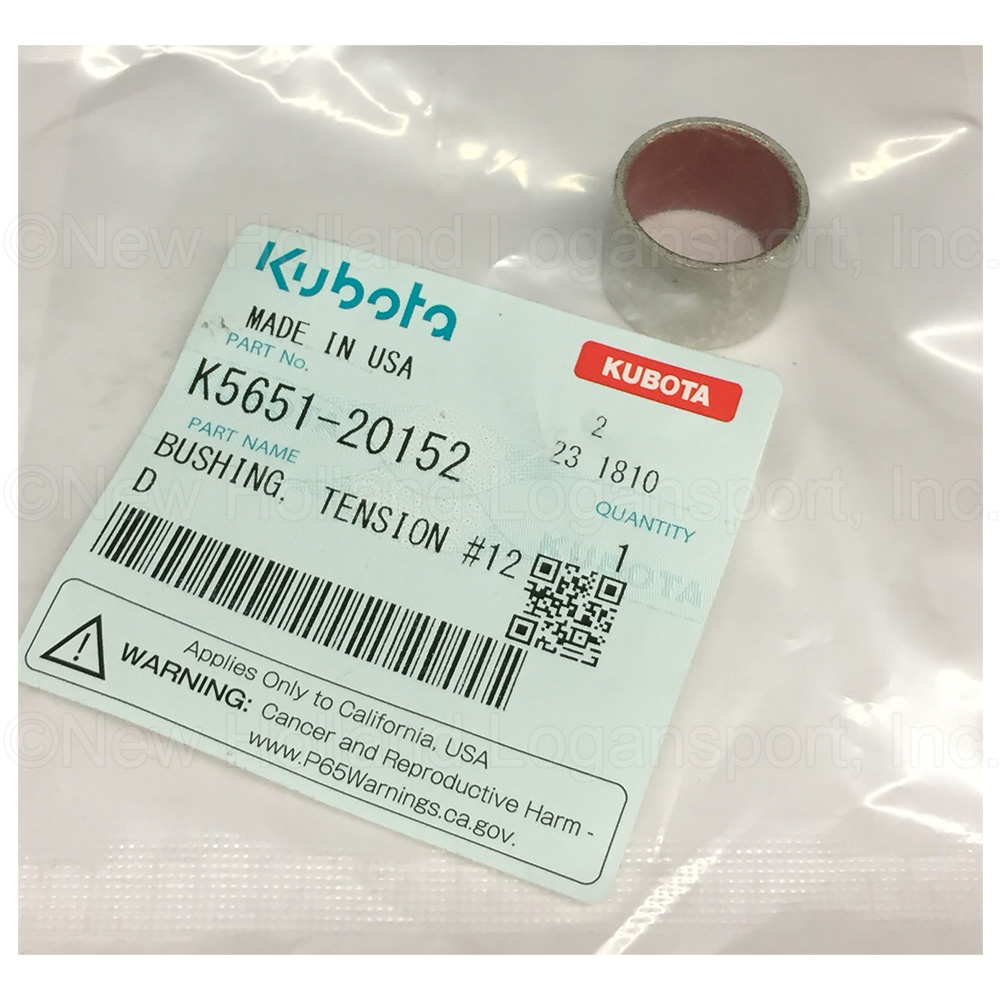 ©New Holland Logansport, Inc.
Kubota
MADE IN USA
PART No.
K5651-20152
PART NAME
BUSHING, TENSION #12
D
KUBOTA
2
23 1810
QUANTITY
1
©New Holland Logansport, Inc.
WARNING:
Applies Only to California, USA
Cancer and Reproductive Harm -
www.P65Warnings.ca.gov.
©New Holland Logansport, Inc.